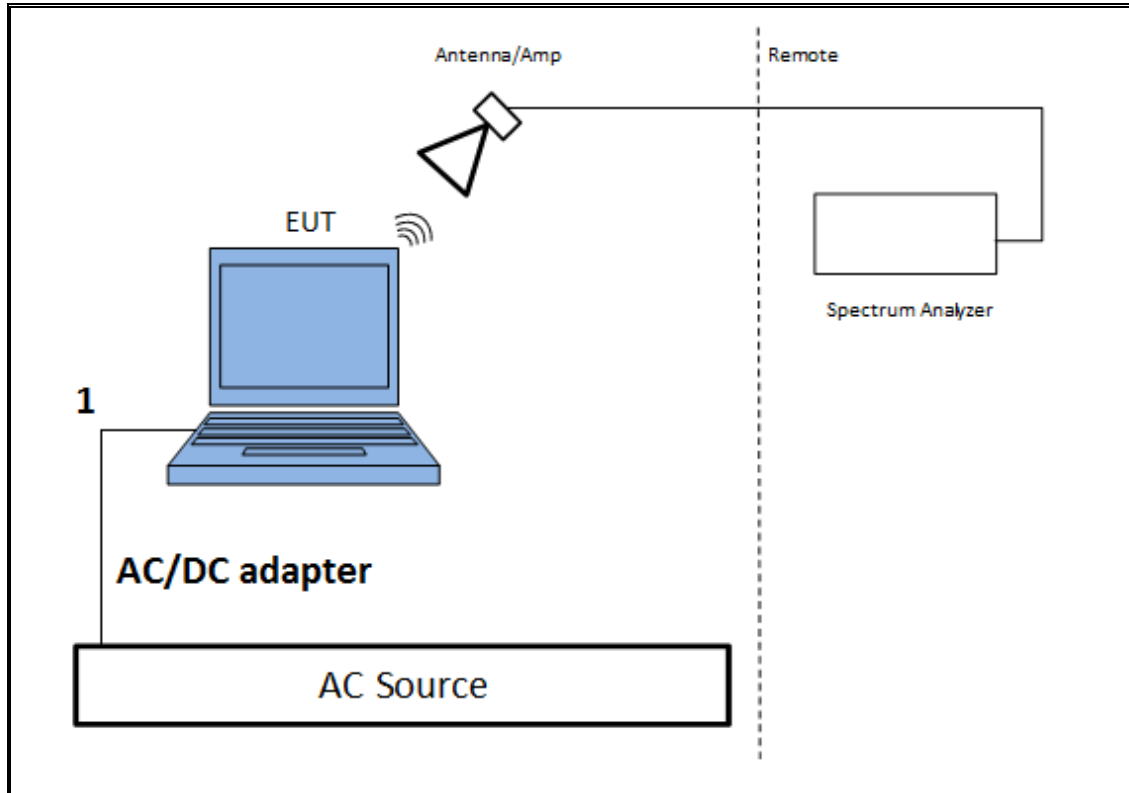 Antenna/Amp
Remote
EUT
Spectrum Analyzer
1
AC/DC adapter
AC Source